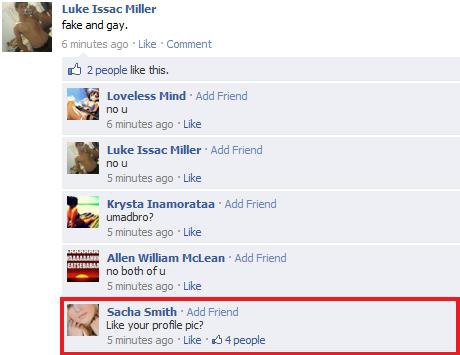 Luke Issac Miller
fake and gay.
6 minutes ago · Like · Comment
2 people like this.
Loveless Mind · Add Friend
no u
6 minutes ago · Like
Luke Issac Miller · Add Friend
no u
5 minutes ago · Like
Krysta Inamorataa · Add Friend
umadbro?
5 minutes ago · Like
Allen William McLean · Add Friend
no both of u
5 minutes ago · Like
Sacha Smith · Add Friend
Like your profile pic?
5 minutes ago · Like · 4 people